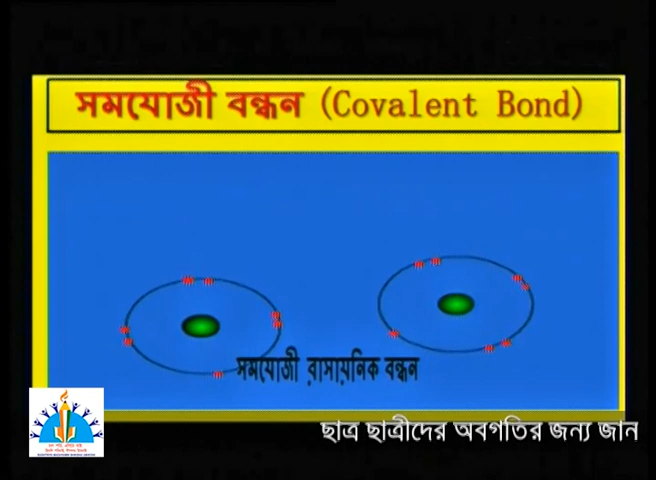 সমযোজী বন্ধন (Covalent Bond)
সমযোজী রাসায়নিক বন্ধন
ছাত্র ছাত্রীদের অবগতির জন্য জান